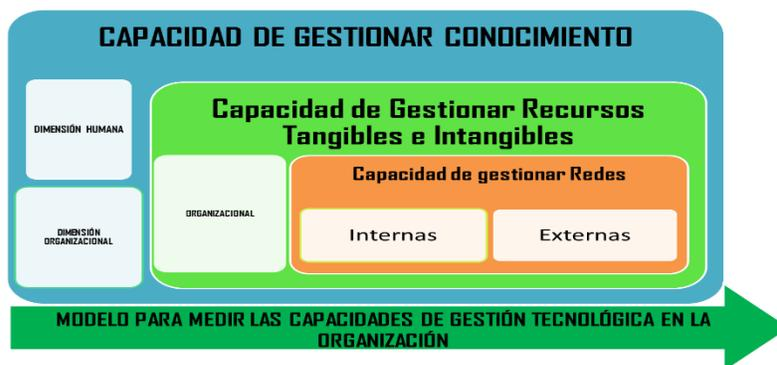 CAPACIDAD DE GESTIONAR CONOCIMIENTO
DIMENSIÓN HUMANA
DIMENSIÓN
ORGANIZACIONAL
Capacidad de Gestionar Recursos
Tangibles e Intangibles
ORGANIZACIONAL
Capacidad de gestionar Redes
Internas
Externas
MODELO PARA MEDIR LAS CAPACIDADES DE GESTIÓN TECNOLÓGICA EN LA
ORGANIZACIÓN